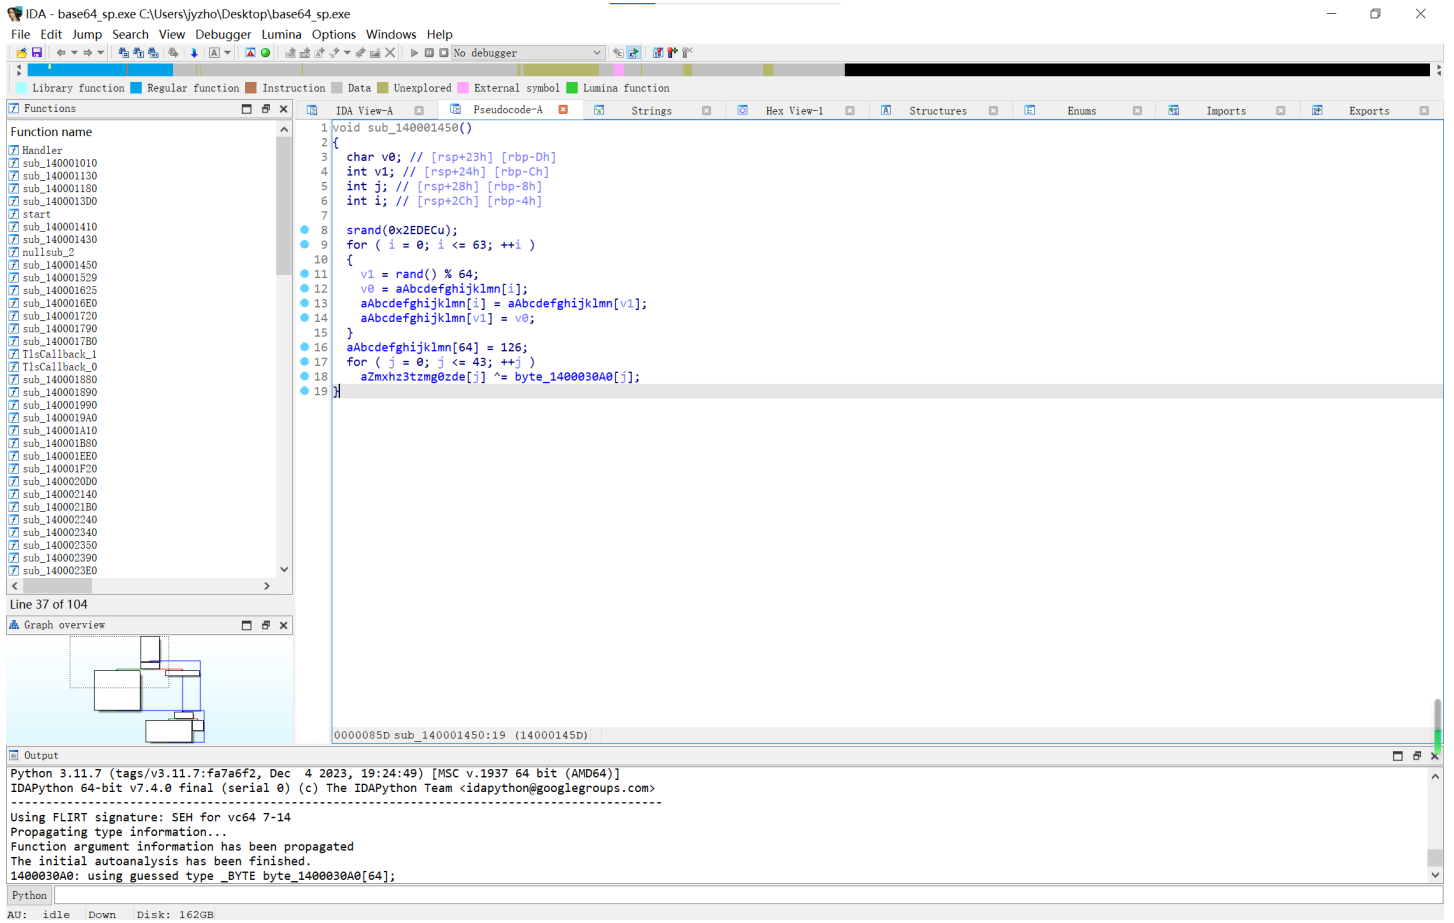 IDA - base64_sp.exe C:\Users\jyzho\Desktop\base64_sp.exe
File Edit Jump Search View Debugger Lumina Options Windows Help
No debugger
Library function Regular function Instruction Data Unexplored External symbol Lumina function
Functions
IDA View-A Pseudocode-A Strings Hex View-1 Structures Enums Imports Exports
Function name
Handler
sub_140001010
sub_140001130
sub_140001180
sub_1400013D0
start
sub_140001410
sub_140001430
nullsub_2
sub_140001450
sub_140001529
sub_140001625
sub_1400016E0
sub_140001720
sub_140001790
sub_1400017B0
TlsCallback_1
TlsCallback_0
sub_140001880
sub_140001890
sub_140001990
sub_1400019A0
sub_140001A10
sub_140001B80
sub_140001EE0
sub_140001F20
sub_1400020D0
sub_140002140
sub_1400021B0
sub_140002240
sub_140002340
sub_140002350
sub_140002390
sub_1400023E0
Line 37 of 104
Graph overview
1 void sub_140001450()
2 {
3 char v0; // [rsp+23h] [rbp-Dh]
4 int v1; // [rsp+24h] [rbp-Ch]
5 int j; // [rsp+28h] [rbp-8h]
6 int i; // [rsp+2Ch] [rbp-4h]
7
8 srand(0x2EDECu);
9 for ( i = 0; i <= 63; ++i )
10 {
11 v1 = rand() % 64;
12 v0 = aAbcdefghijklmn[i];
13 aAbcdefghijklmn[i] = aAbcdefghijklmn[v1];
14 aAbcdefghijklmn[v1] = v0;
15 }
16 aAbcdefghijklmn[64] = 126;
17 for ( j = 0; j <= 43; ++j )
18 aZmxhz3tzmg0zde[j] ^= byte_1400030A0[j];
19 }
0000085D sub_140001450:19 (14000145D)
Output
Python 3.11.7 (tags/v3.11.7:fa7a6f2, Dec  4 2023, 19:24:49) [MSC v.1937 64 bit (AMD64)]
IDAPython 64-bit v7.4.0 final (serial 0) (c) The IDAPython Team <idapython@googlegroups.com>
---------------------------------------------------------------------------------------------
Using FLIRT signature: SEH for vc64 7-14
Propagating type information...
Function argument information has been propagated
The initial autoanalysis has been finished.
1400030A0: using guessed type _BYTE byte_1400030A0[64];
Python
AU: idle Down Disk: 162GB